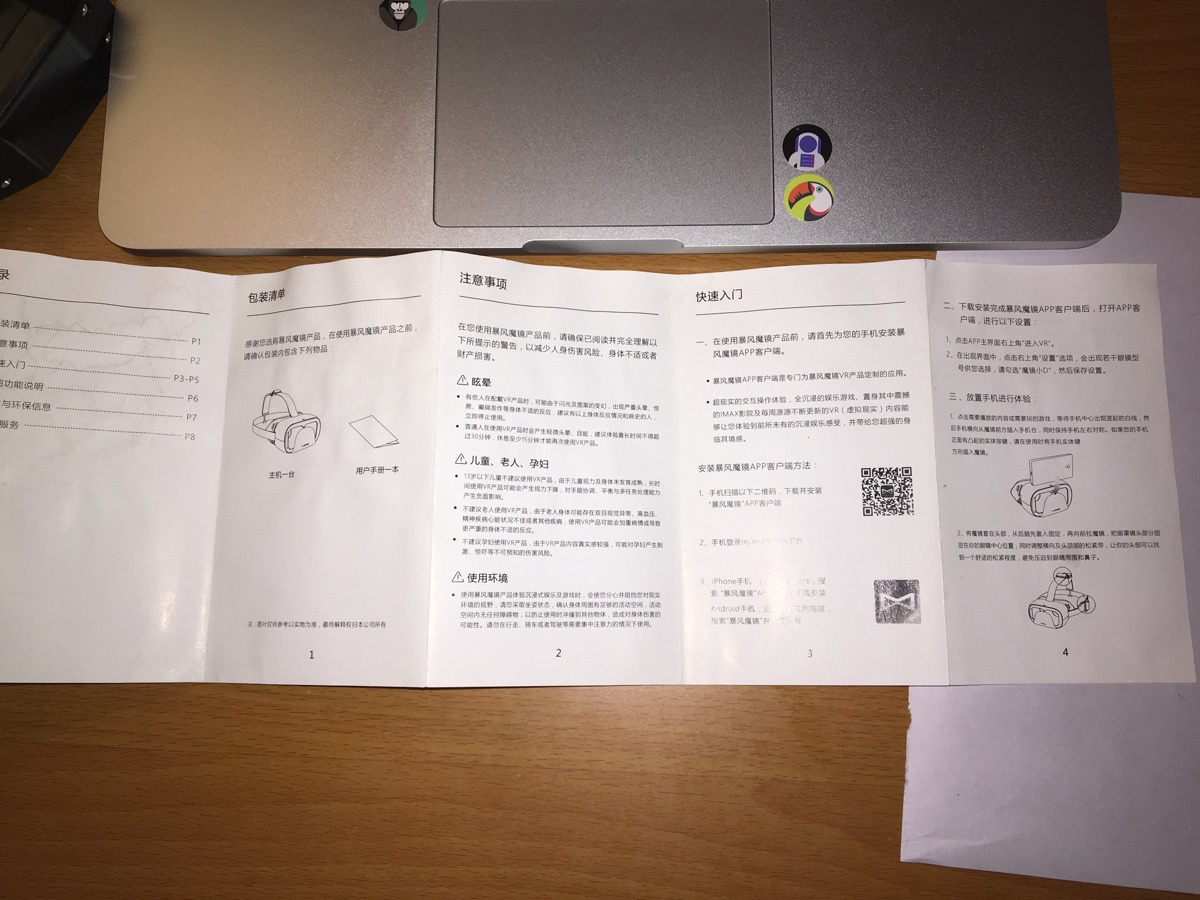 录
装清单 P1
意事项 P2
速入门 P3-P5
功能说明 P6
与环保信息 P7
服务 P8
包装清单
感谢您选购暴风魔镜产品，在使用暴风魔镜产品之前，
请确认包装内包含下列物品：
主机一台
用户手册一本
注：图片仅供参考以实物为准，最终解释权归本公司所有
1
注意事项
在您使用暴风魔镜产品前，请确保已阅读并完全理解以
下所提示的警告，以减少人身伤害风险、身体不适或者
财产损害。
眩晕
• 有些人在配戴VR产品时，可能由于闪光及图案的变幻，出现严重头晕、惊
厥、癫痫发作等身体不适的反应，建议有以上身体反应情况和病史的人，
立即停止使用。
• 普通人在使用VR产品时会产生轻微头晕、目眩，建议体验最长时间不得超
过30分钟，休息至少15分钟才能再次使用VR产品。
儿童、老人、孕妇
• 13岁以下儿童不建议使用VR产品，由于儿童视力及身体未发育成熟，长时
间使用VR产品可能会产生视力下降，对手眼协调、平衡与多任务处理能力
产生负面影响。
• 不建议老人使用VR产品，由于老人身体可能存在双目视觉异常、高血压、
精神疾病心脏状况不佳或者其他疾病，使用VR产品可能会加重病情或导致
更严重的身体不适的反应。
• 不建议孕妇使用VR产品，由于VR产品内容真实感较强，可能对孕妇产生刺
激、惊吓等不可预知的伤害风险。
使用环境
• 使用暴风魔镜产品体验沉浸式娱乐及游戏时，会使您分心并阻挡您对现实
环境的视野，请您采取坐姿状态，确认身体周围有足够的活动空间，活动
空间内无任何障碍物，以防止使用时冲撞到其他物体，造成对身体伤害的
可能性。请勿在行走、骑车或者驾驶等需要集中注意力的情况下使用。
2
快速入门
一、在使用暴风魔镜产品前，请首先为您的手机安装暴
风魔镜APP客户端。
• 暴风魔镜APP客户端是专门为暴风魔镜VR产品定制的应用。
• 超现实的交互操作体验，全沉浸的娱乐游戏、置身其中震撼
的IMAX影院及每周源源不断更新的VR（虚拟现实）内容能
够让您体验到前所未有的沉浸娱乐感受，并带给您超强的身
临其境感。
安装暴风魔镜APP客户端方法：
1、手机扫描以下二维码，下载并安装
“暴风魔镜”APP客户端
2、手机登录
3、iPhone手机 搜
索“暴风魔镜” 安装
Android手机： 商店，
搜索“暴风魔镜”
3
二、下载安装完成暴风魔镜APP客户端后，打开APP客
户端，进行以下设置：
1、点击APP主界面右上角“进入VR”。
2、在出现界面中，点击右上角“设置”选项，会出现若干眼镜型
号供您选择，请勾选“魔镜小D”，然后保存设置。
三、放置手机进行体验：
1、点击需要播放的内容或需要玩的游戏，等待手机中心出现竖起的白线，然
后手机横向从魔镜前方插入手机仓，同时保持手机左右对称。如果您的手机
正面有凸起的实体按键，请在使用时将手机实体键
方向插入魔镜。
2、将魔镜套在头部，从后脑先套入固定，再向前拉魔镜，把眼罩镜头部分固
定在你的眼睛中心位置，同时调整横向及头顶部的松紧带，让你的头部可以找
到一个舒适的松紧程度，避免压迫到眼睛周围和鼻子。
4